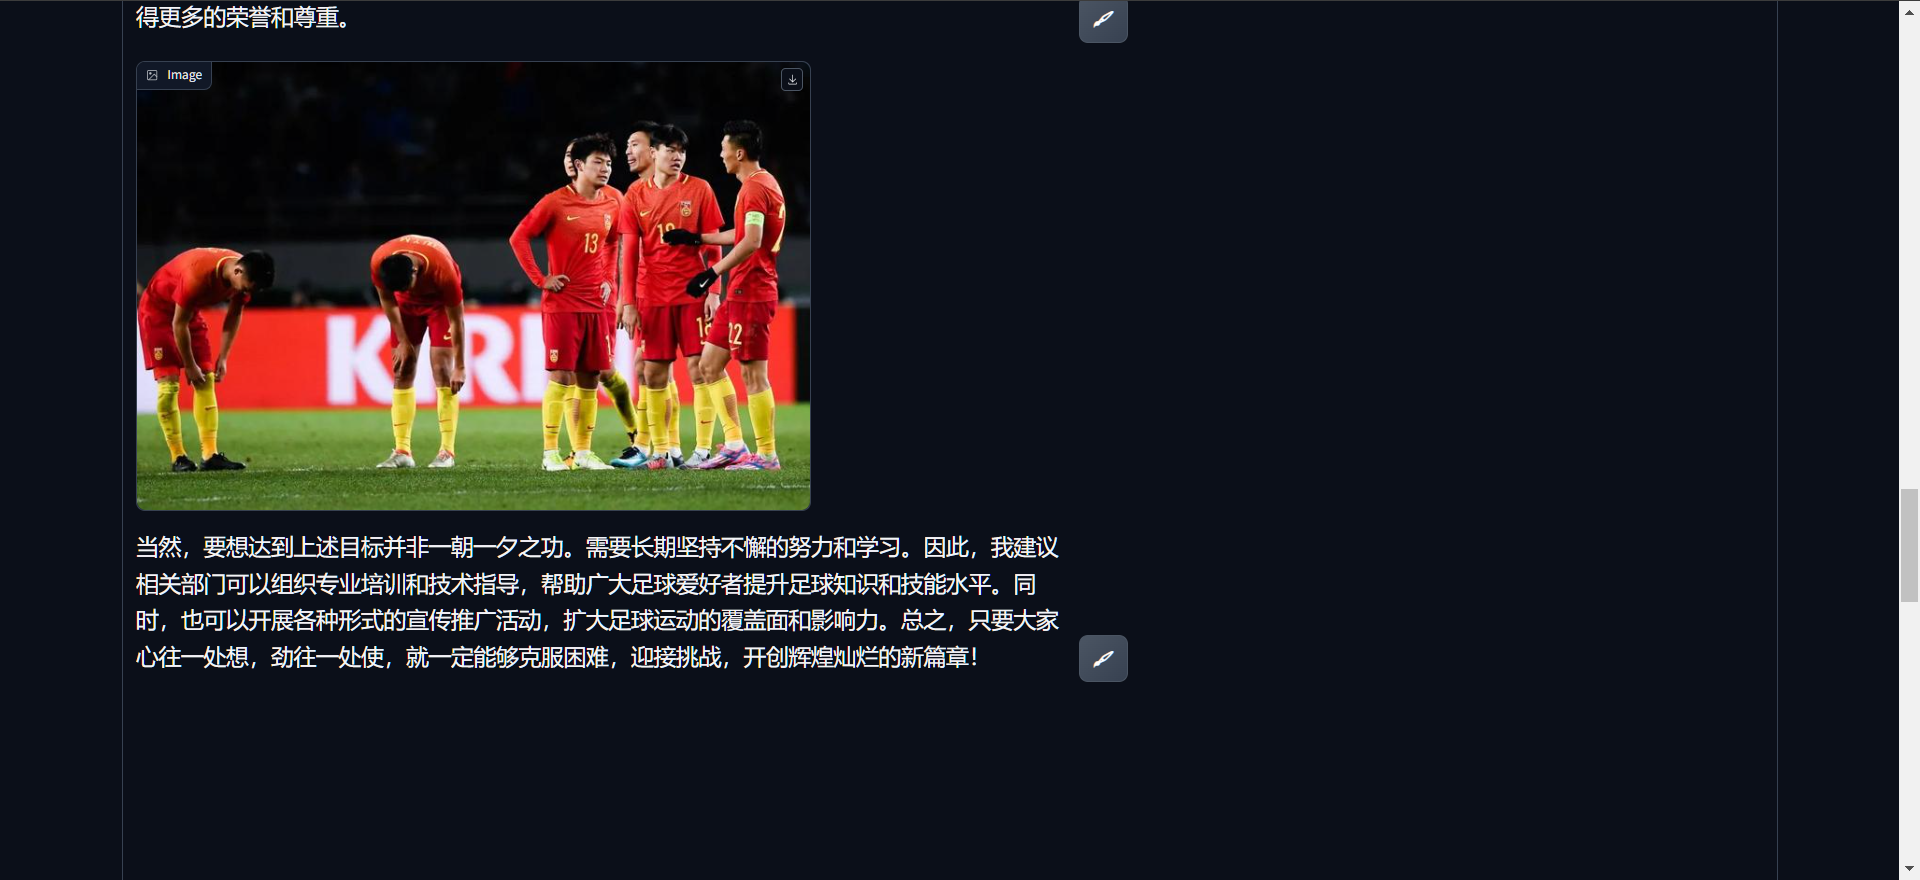 得更多的荣誉和尊重。
Image
13
18
22
KIRI
当然，要想达到上述目标并非一朝一夕之功。需要长期坚持不懈的努力和学习。因此，我建议
相关部门可以组织专业培训和技术指导，帮助广大足球爱好者提升足球知识和技能水平。同
时，也可以开展各种形式的宣传推广活动，扩大足球运动的覆盖面和影响力。总之，只要大家
心往一处想，劲往一处使，就一定能够克服困难，迎接挑战，开创辉煌灿烂的新篇章！